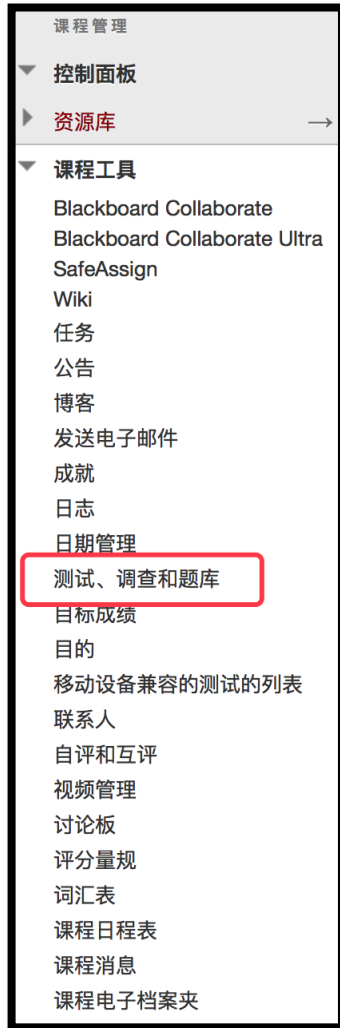 课程管理
控制面板
资源库 →
课程工具
Blackboard Collaborate
Blackboard Collaborate Ultra
SafeAssign
Wiki
任务
公告
博客
发送电子邮件
成就
日志
日期管理
测试、调查和题库
目标成绩
目的
移动设备兼容的测试的列表
联系人
自评和互评
视频管理
讨论板
评分量规
词汇表
课程日程表
课程消息
课程电子档案夹